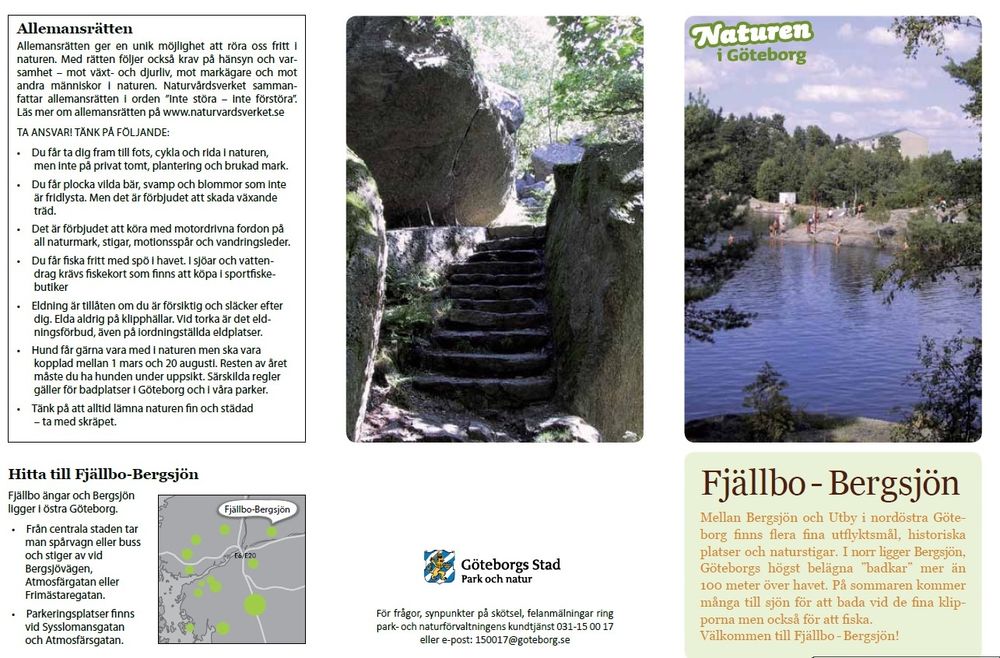 Allemansrätten
Allemansrätten ger en unik möjlighet att röra oss fritt i
naturen. Med rätten följer också krav på hänsyn och var-
samhet – mot växt- och djurliv, mot markägare och mot
andra människor i naturen. Naturvårdsverket samman-
fattar allemansrätten i orden ”Inte störa – inte förstöra”.
Läs mer om allemansrätten på www.naturvardsverket.se
TA ANSVAR! TÄNK PÅ FÖLJANDE:
• Du får ta dig fram till fots, cykla och rida i naturen,
men inte på privat tomt, plantering och brukad mark.
• Du får plocka vilda bär, svamp och blommor som inte
är fridlysta. Men det är förbjudet att skada växande
träd.
• Det är förbjudet att köra med motordrivna fordon på
all naturmark, stigar, motionsspår och vandringsleder.
• Du får fiska fritt med spö i havet. I sjöar och vatten-
drag krävs fiskekort som finns att köpa i sportfiske-
butiker
• Eldning är tillåten om du är försiktig och släcker efter
dig. Elda aldrig på klipphällar. Vid torka är det eld-
ningsförbud, även på iordningställda eldplatser.
• Hund får gärna vara med i naturen men ska vara
kopplad mellan 1 mars och 20 augusti. Resten av året
måste du ha hunden under uppsikt. Särskilda regler
gäller för badplatser i Göteborg och i våra parker.
• Tänk på att alltid lämna naturen fin och städad
– ta med skräpet.
Hitta till Fjällbo-Bergsjön
Fjällbo ängar och Bergsjön
ligger i östra Göteborg.
• Från centrala staden tar
man spårvagn eller buss
och stiger av vid
Bergsjövägen,
Atmosfärgatan eller
Frimästaregatan.
• Parkeringsplatser finns
vid Sysslomansgatan
och Atmosfärsgatan.
Fjällbo-Bergsjön
E6/E20
Göteborgs Stad
Park och natur
För frågor, synpunkter på skötsel, felanmälningar ring
park- och naturförvaltningens kundtjänst 031-15 00 17
eller e-post: 150017@goteborg.se
Naturen
i Göteborg
Fjällbo - Bergsjön
Mellan Bergsjön och Utby i nordöstra Göte-
borg finns flera fina utflyktsmål, historiska
platser och naturstigar. I norr ligger Bergsjön,
Göteborgs högst belägna ”badkar” mer än
100 meter över havet. På sommaren kommer
många till sjön för att bada vid de fina klip-
porna men också för att fiska.
Välkommen till Fjällbo - Bergsjön!